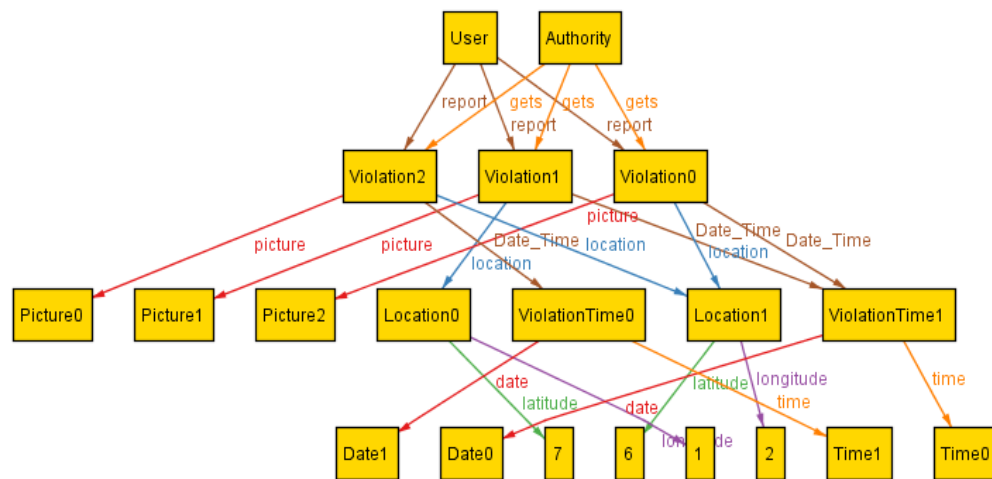 User Authority
report gets gets gets
report report
Violation2 Violation1 Violation0
picture picture picture Date_Time location Date_Time Date_Time
location location
Picture0 Picture1 Picture2 Location0 ViolationTime0 Location1 ViolationTime1
date latitude longitude time
latitude date time
longitude
Date1 Date0 7 6 1 2 Time1 Time0